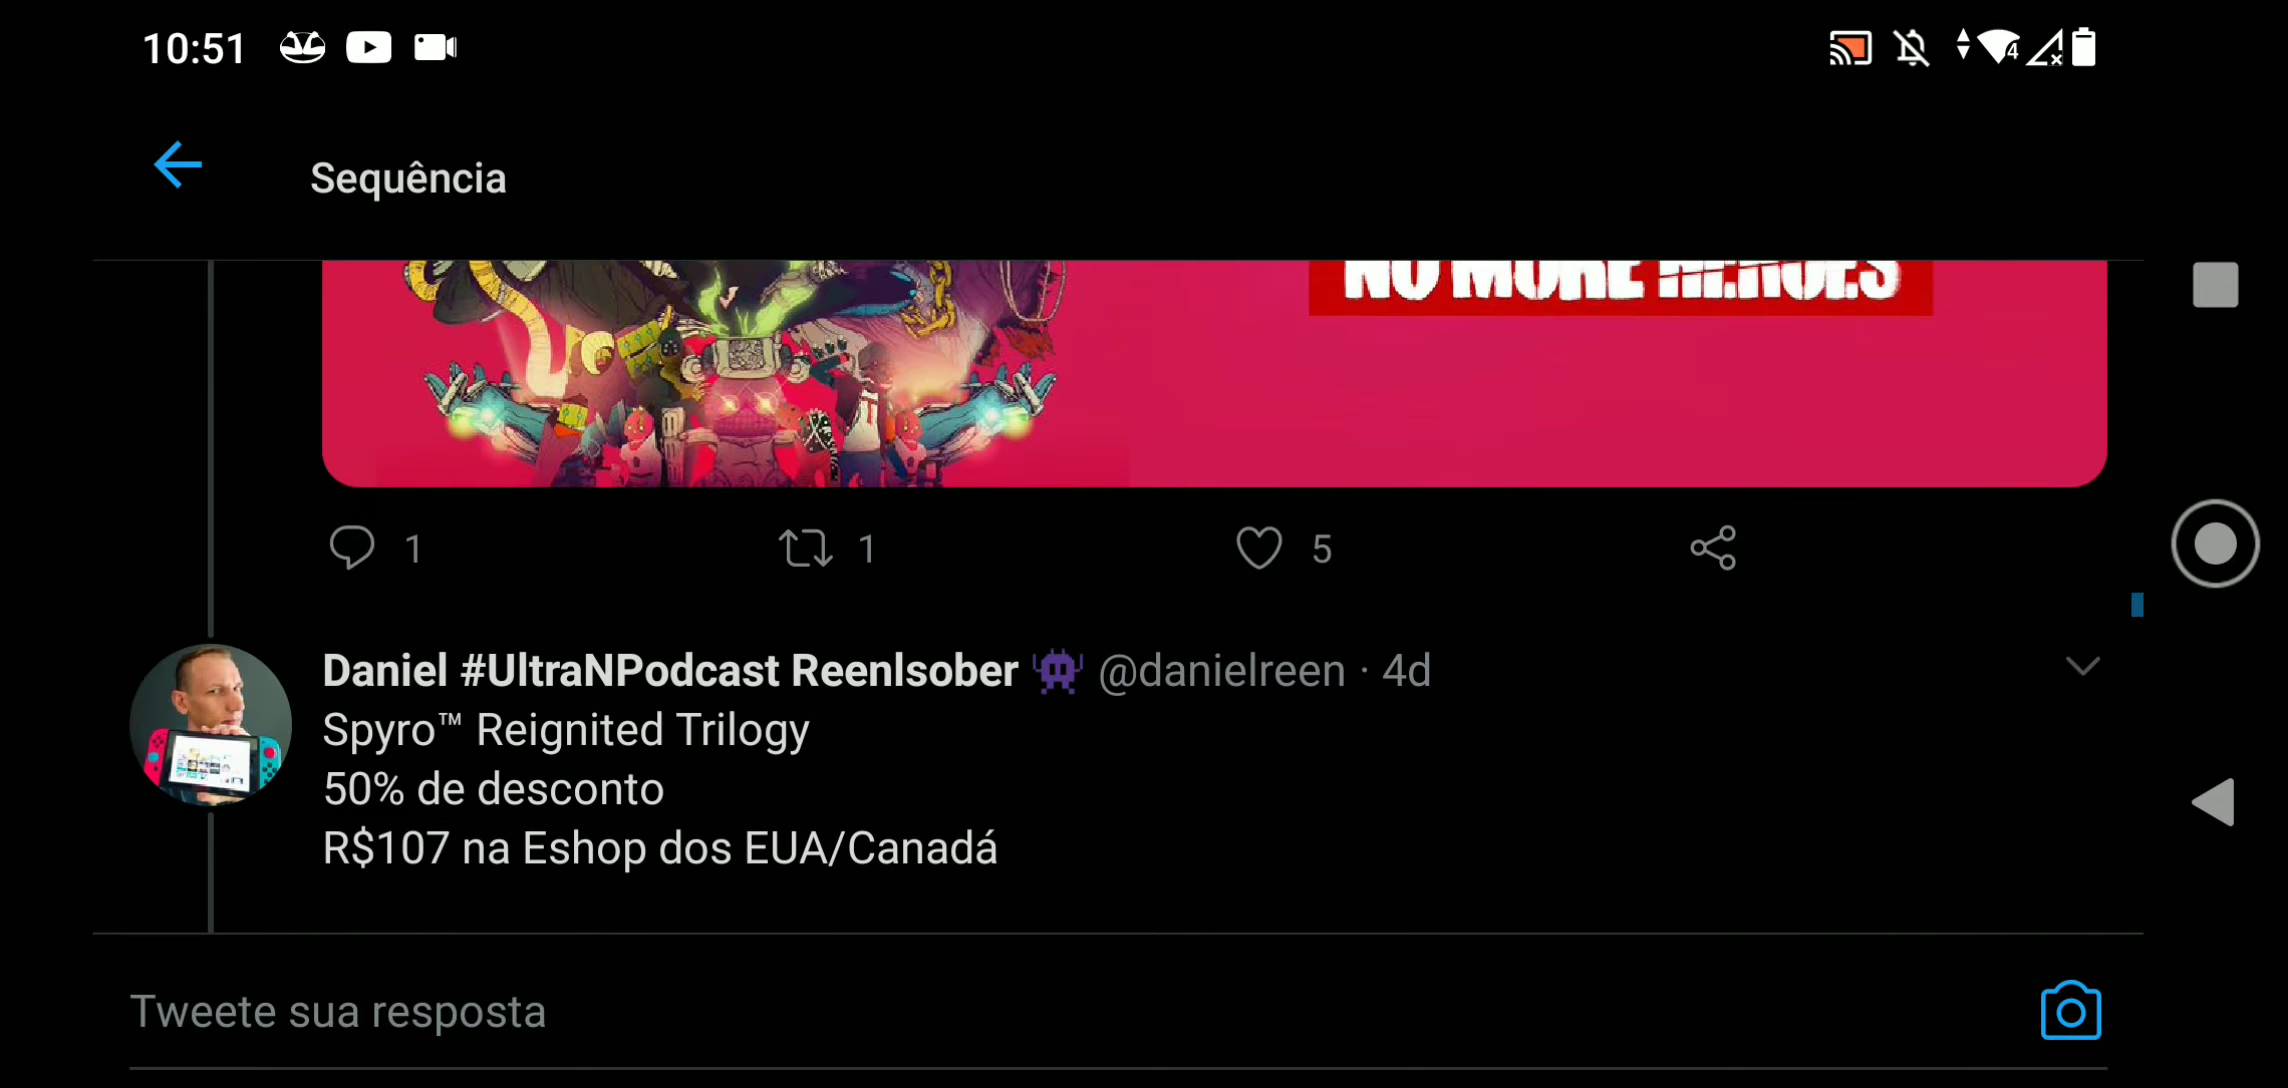 10:51
4
Sequência
NO MORE HEROES
1
1
5
Daniel #UltraNPodcast Reenlsober 👾 @danielreen · 4d
Spyro™ Reignited Trilogy
50% de desconto
R$107 na Eshop dos EUA/Canadá
Tweete sua resposta